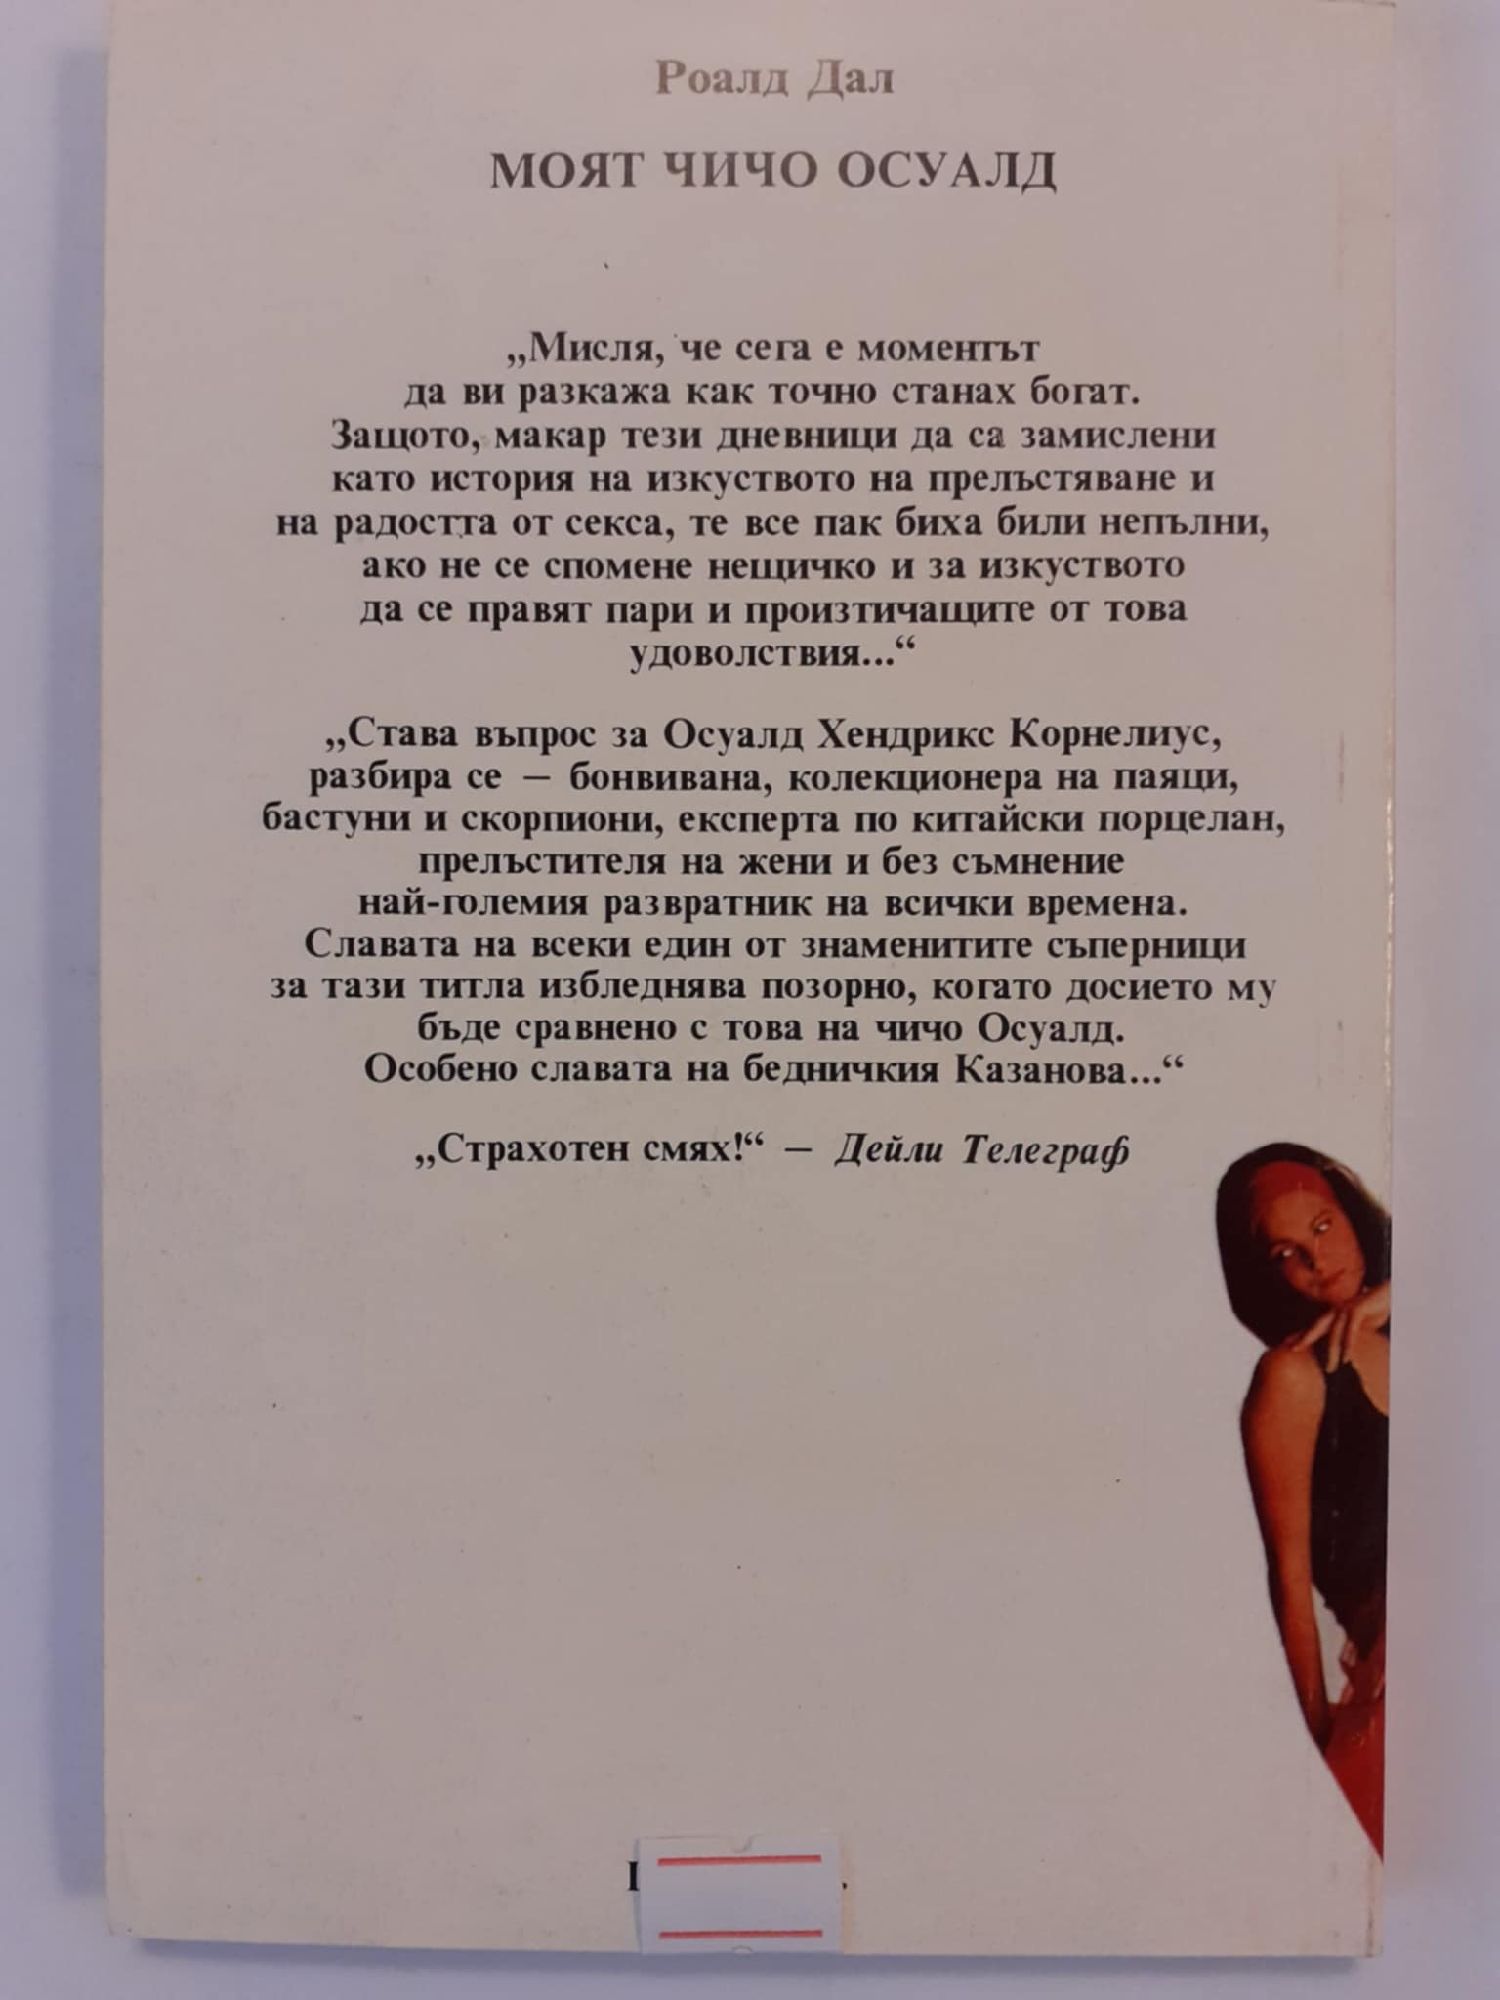 Роалд Дал
МОЯТ ЧИЧО ОСУАЛД
„Мисля, че сега е моментът
да ви разкажа как точно станах богат.
Защото, макар тези дневници да са замислени
като история на изкуството на прелъстяване и
на радостта от секса, те все пак биха били непълни,
ако не се спомене нещичко и за изкуството
да се правят пари и произтичащите от това
удоволствия...“
„Става въпрос за Осуалд Хендрикс Корнелиус,
разбира се — бонвивана, колекционера на паяци,
бастуни и скорпиони, експерта по китайски порцелан,
прелъстителя на жени и без съмнение
най-големия развратник на всички времена.
Славата на всеки един от знаменитите съперници
за тази титла избледнява позорно, когато досието му
бъде сравнено с това на чичо Осуалд.
Особено славата на бедничкия Казанова...“
„Страхотен смях!“ — Дейли Телеграф